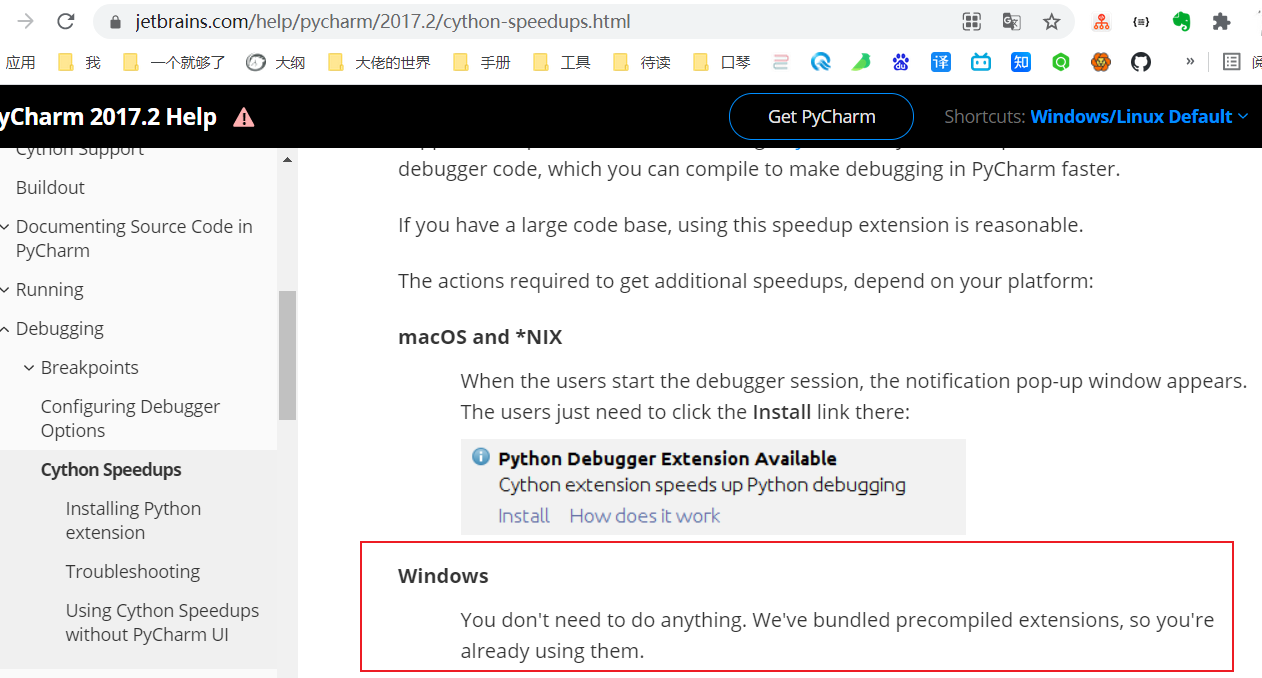 jetbrains.com/help/pycharm/2017.2/cython-speedups.html
应用 我 一个就够了 大纲 大佬的世界 手册 工具 待读 口琴 译 知 »
yCharm 2017.2 Help
Get PyCharm
Shortcuts: Windows/Linux Default
Cython Support
Buildout
Documenting Source Code in
PyCharm
Running
Debugging
Breakpoints
Configuring Debugger
Options
Cython Speedups
Installing Python
extension
Troubleshooting
Using Cython Speedups
without PyCharm UI
debugger code, which you can compile to make debugging in PyCharm faster.
If you have a large code base, using this speedup extension is reasonable.
The actions required to get additional speedups, depend on your platform:
macOS and *NIX
When the users start the debugger session, the notification pop-up window appears.
The users just need to click the Install link there:
Python Debugger Extension Available
Cython extension speeds up Python debugging
Install How does it work
Windows
You don't need to do anything. We've bundled precompiled extensions, so you're
already using them.